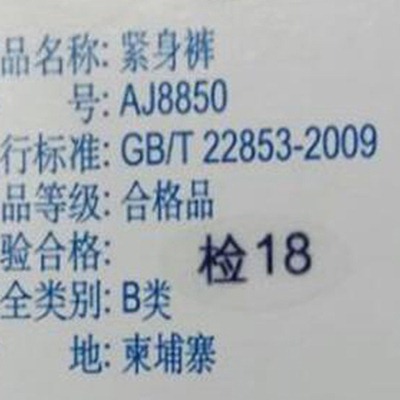 品名称: 紧身裤
号: AJ8850
行标准: GB/T 22853-2009
品等级: 合格品
验合格: 检18
全类别: B类
地: 柬埔寨